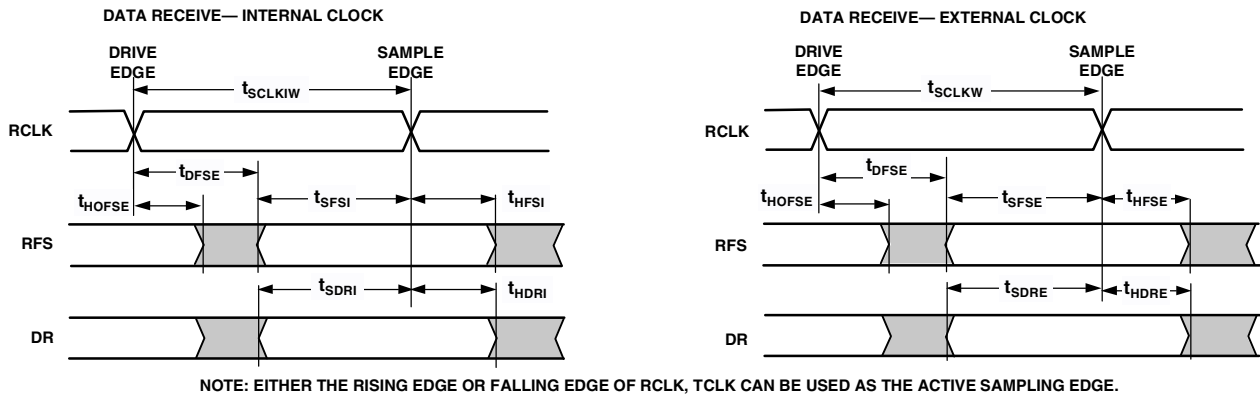 DATA RECEIVE— INTERNAL CLOCK
DRIVE EDGE
SAMPLE EDGE
tSCLKIW
RCLK
tDFSE
tHOFSE
tSFSI
tHFSI
RFS
tSDRI
tHDRI
DR
DATA RECEIVE— EXTERNAL CLOCK
DRIVE EDGE
SAMPLE EDGE
tSCLKW
RCLK
tDFSE
tHOFSE
tSFSE
tHFSE
RFS
tSDRE
tHDRE
DR
NOTE: EITHER THE RISING EDGE OR FALLING EDGE OF RCLK, TCLK CAN BE USED AS THE ACTIVE SAMPLING EDGE.